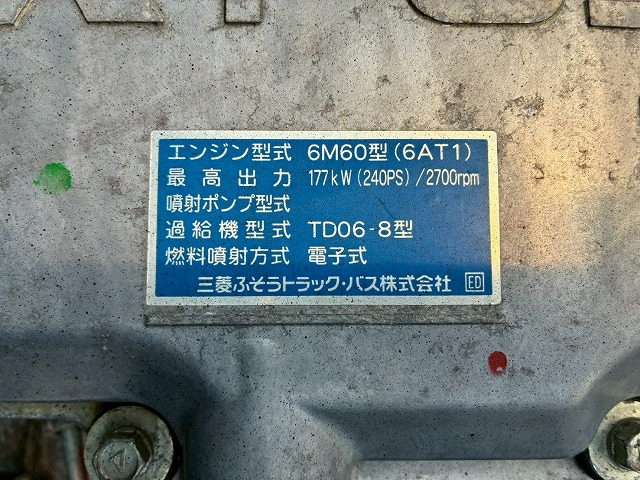 エンジン型式 6M60型(6AT1)
最高出力 177kW(240PS)/2700rpm
噴射ポンプ型式
過給機型式 TD06-8型
燃料噴射方式 電子式
三菱ふそうトラック・バス株式会社 ED